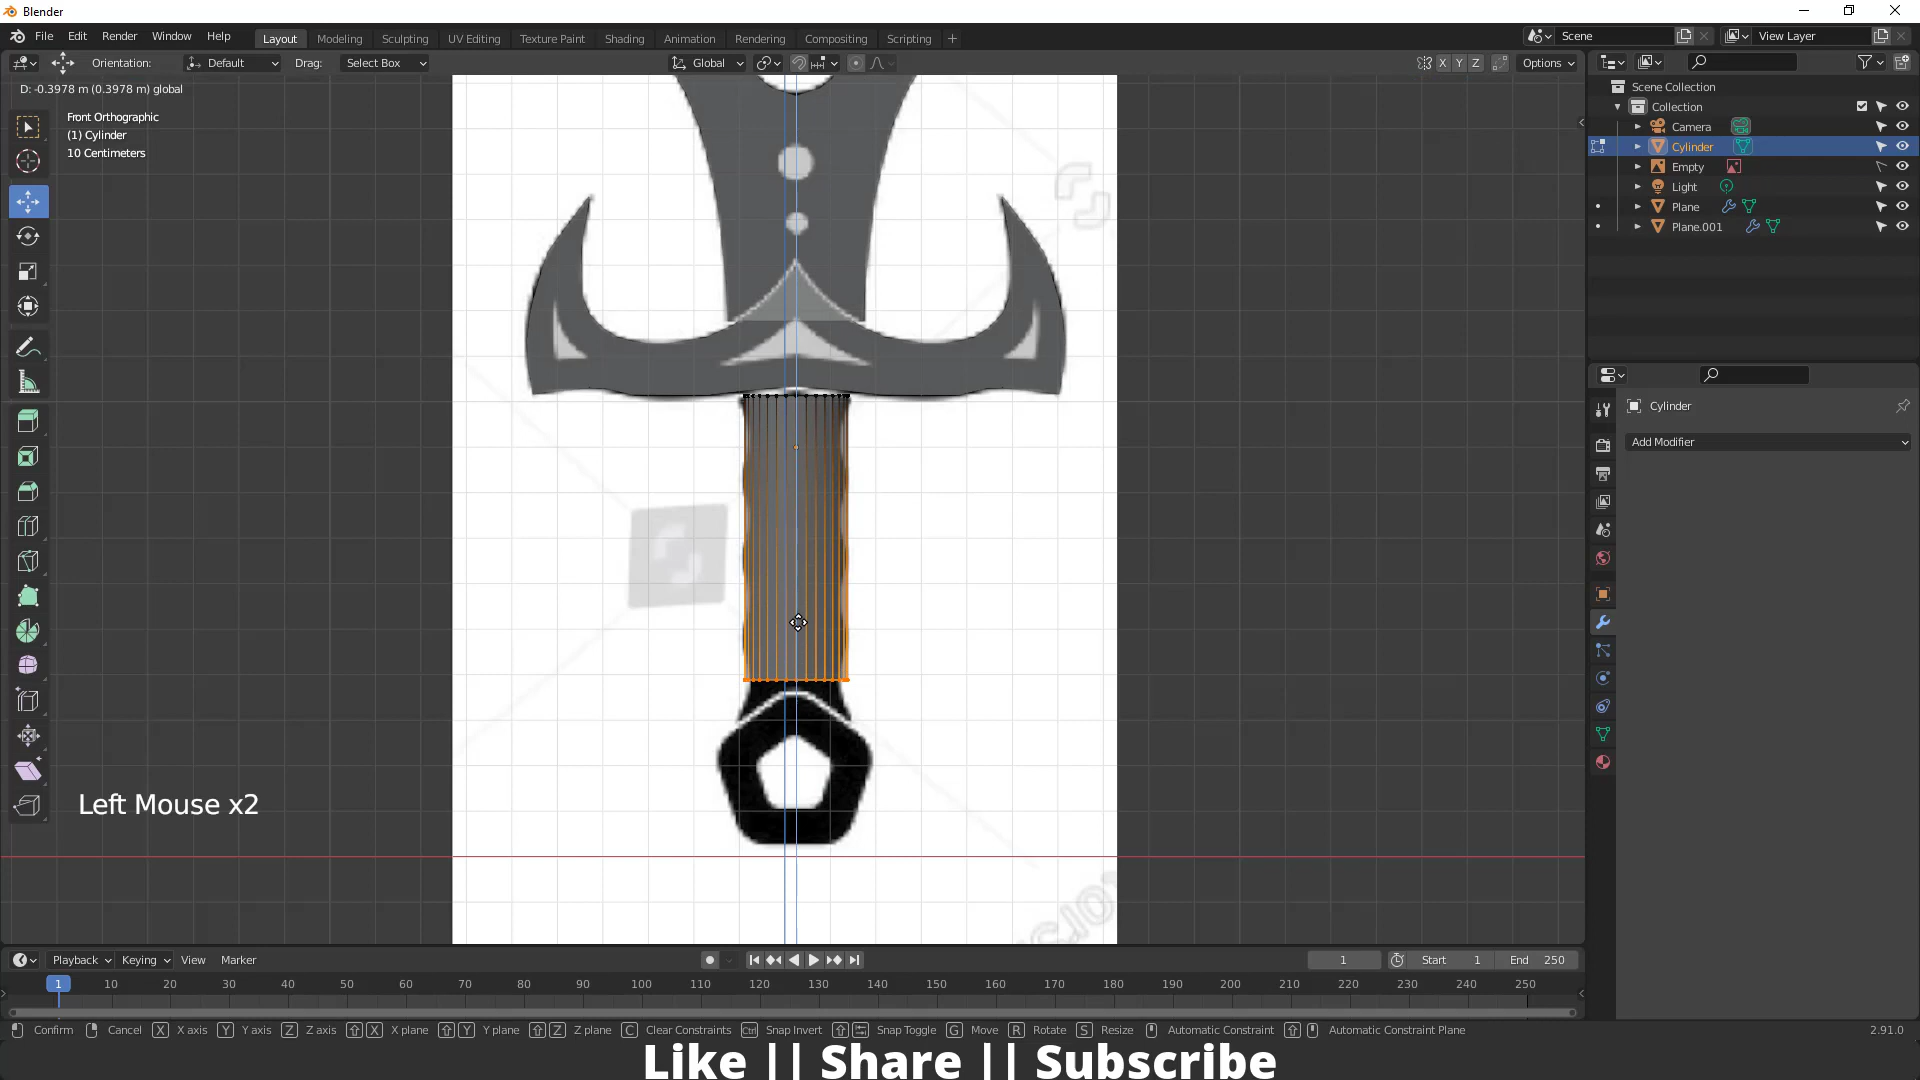 Blender
File Edit Render Window Help
Layout Modeling Sculpting UV Editing Texture Paint Shading Animation Rendering Compositing Scripting +
Scene View Layer
Orientation: Default Drag: Select Box Global X Y Z Options
D: -0.3978 m (0.3978 m) global
Front Orthographic
(1) Cylinder
10 Centimeters
Scene Collection
Collection
Camera
Cylinder
Empty
Light
Plane
Plane.001
Cylinder
Add Modifier
Left Mouse x2
Playback Keying View Marker 1 Start 1 End 250
1 10 20 30 40 50 60 70 80 90 100 110 120 130 140 150 160 170 180 190 200 210 220 230 240 250
Confirm Cancel X X axis Y Y axis Z Z axis X X plane Y Y plane Z Z plane C Clear Constraints Ctrl Snap Invert Snap Toggle G Move R Rotate S Resize Automatic Constraint Automatic Constraint Plane 2.91.0
Like || Share || Subscribe